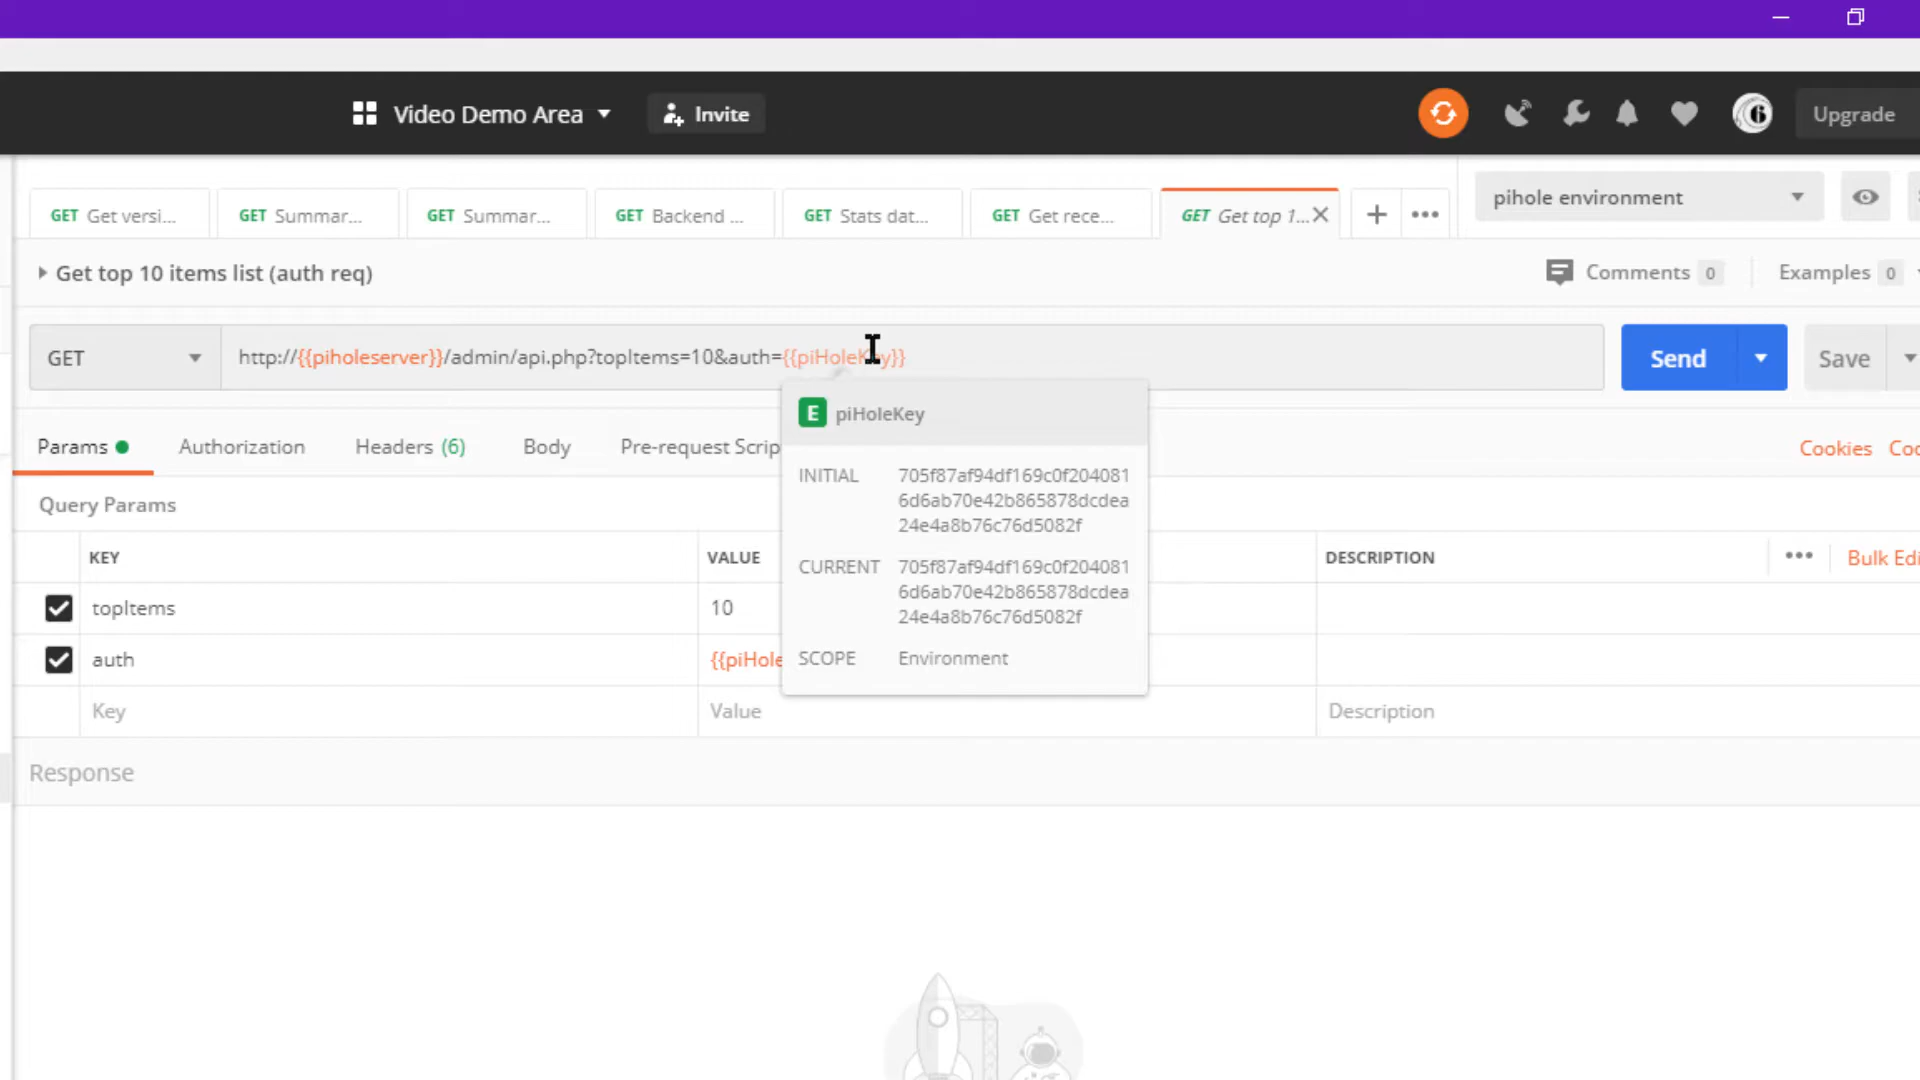 Video Demo Area
Invite
Upgrade
GET Get versi...
GET Summar...
GET Summar...
GET Backend ...
GET Stats dat...
GET Get rece...
GET Get top 1...
pihole environment
Get top 10 items list (auth req)
Comments 0
Examples 0
GET
http://{{piholeserver}}/admin/api.php?topItems=10&auth={{piHoleKey}}
Send
Save
E piHoleKey
Params
Authorization
Headers (6)
Body
Pre-request Scrip
Cookies
Coo
INITIAL
705f87af94df169c0f204081
6d6ab70e42b865878dcdea
24e4a8b76c76d5082f
CURRENT
705f87af94df169c0f204081
6d6ab70e42b865878dcdea
24e4a8b76c76d5082f
SCOPE Environment
Query Params
KEY
VALUE
DESCRIPTION
Bulk Edi
topItems
10
auth
{{piHole
Key
Value
Description
Response